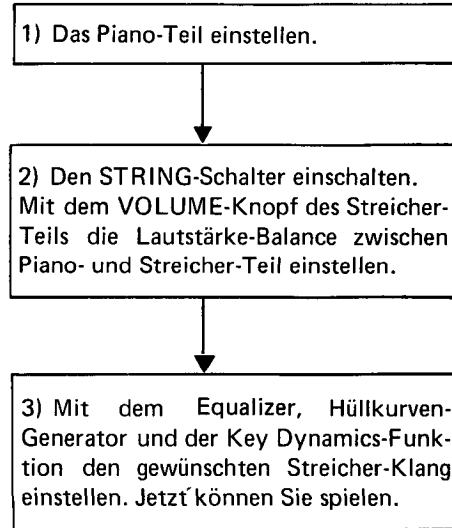 1) Das Piano-Teil einstellen.
2) Den STRING-Schalter einschalten.
Mit dem VOLUME-Knopf des Streicher-
Teils die Lautstärke-Balance zwischen
Piano- und Streicher-Teil einstellen.
3) Mit dem Equalizer, Hüllkurven-
Generator und der Key Dynamics-Funk-
tion den gewünschten Streicher-Klang
einstellen. Jetzt können Sie spielen.